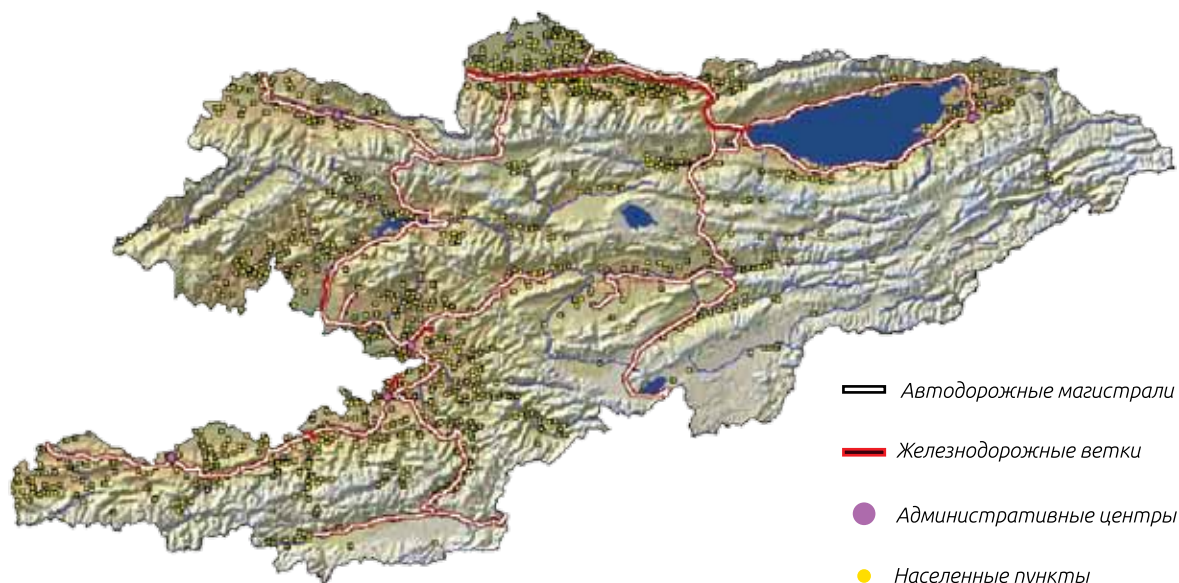 Автодорожные магистрали
Железнодорожные ветки
Административные центры
Населенные пункты